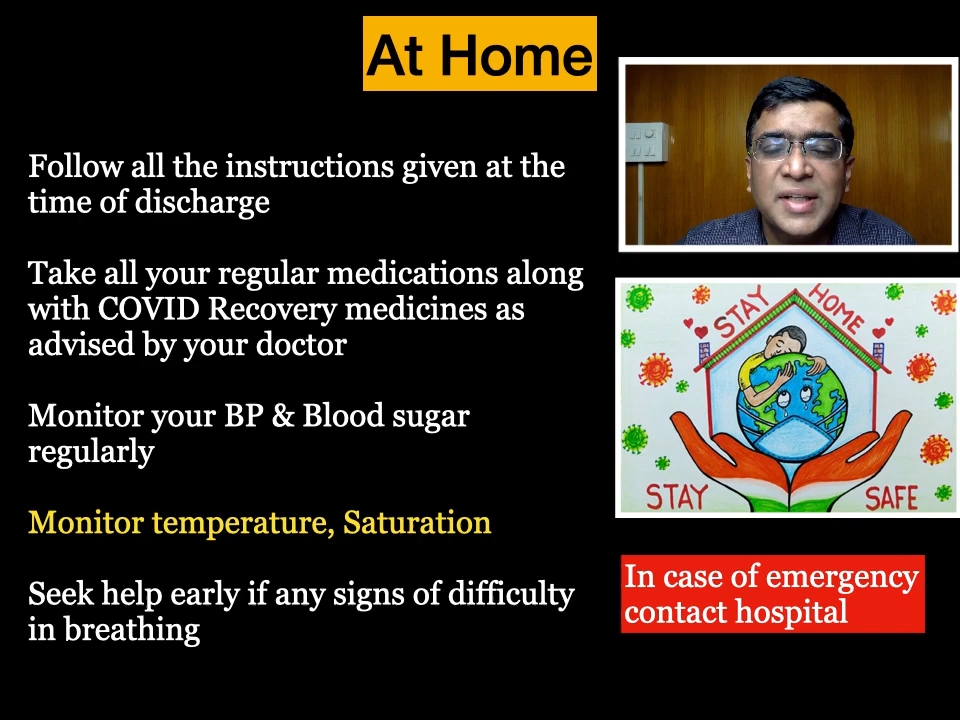 At Home
Follow all the instructions given at the
time of discharge
Take all your regular medications along
with COVID Recovery medicines as
advised by your doctor
Monitor your BP & Blood sugar
regularly
Monitor temperature, Saturation
Seek help early if any signs of difficulty
in breathing
STAY HOME
STAY SAFE
In case of emergency
contact hospital